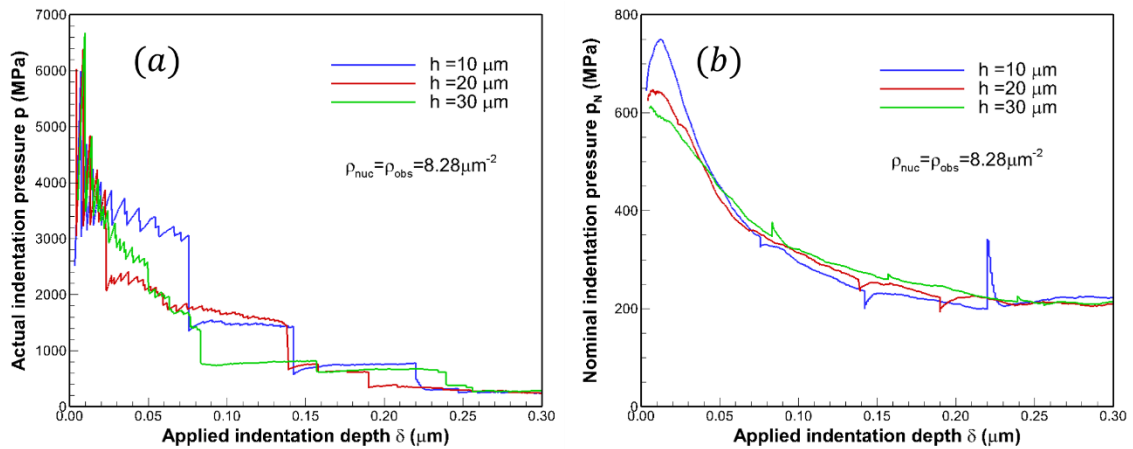 (a)
h =10 μm
h =20 μm
h =30 μm
ρnuc=ρobs=8.28μm-2
Actual indentation pressure p (MPa)
7000
6000
5000
4000
3000
2000
1000
0
0.00 0.05 0.10 0.15 0.20 0.25 0.30
Applied indentation depth δ (μm)
(b)
h =10 μm
h =20 μm
h =30 μm
ρnuc=ρobs=8.28μm-2
Nominal indentation pressure pN (MPa)
800
600
400
200
0
0.00 0.05 0.10 0.15 0.20 0.25 0.30
Applied indentation depth δ (μm)